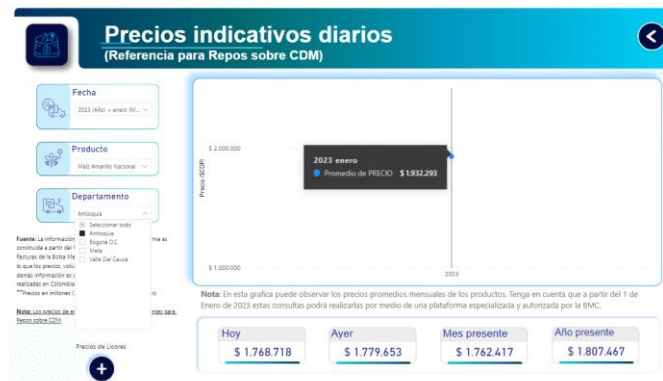 Precios indicativos diarios
(Referencia para Repos sobre CDM)
Fecha
2023 (Año) + enero (M...
Producto
Maíz Amarillo Nacional
Departamento
Antioquia
Seleccionar todo
Antioquia
Bogotá D.C.
Meta
Valle Del Cauca
Fuente: La información
construida a partir del
Facturas de la Bolsa Me
lo que los precios, volu
demás información es
realizadas en Colombia
**Precios en millones (
Nota: Los precios de
Repos sobre CDM
Precios de Licores
Precio ($COP)
$ 2.000.000
$ 1.000.000
2023 enero
Promedio de PRECIO $ 1.932.293
2023
Nota: En esta grafica puede observar los precios promedios mensuales de los productos. Tenga en cuenta que a partir del 1 de
Enero de 2023 estas consultas podrá realizarlas por medio de una plataforma especializada y autorizada por la BMC.
Hoy
$ 1.768.718
Ayer
$ 1.779.653
Mes presente
$ 1.762.417
Año presente
$ 1.807.467